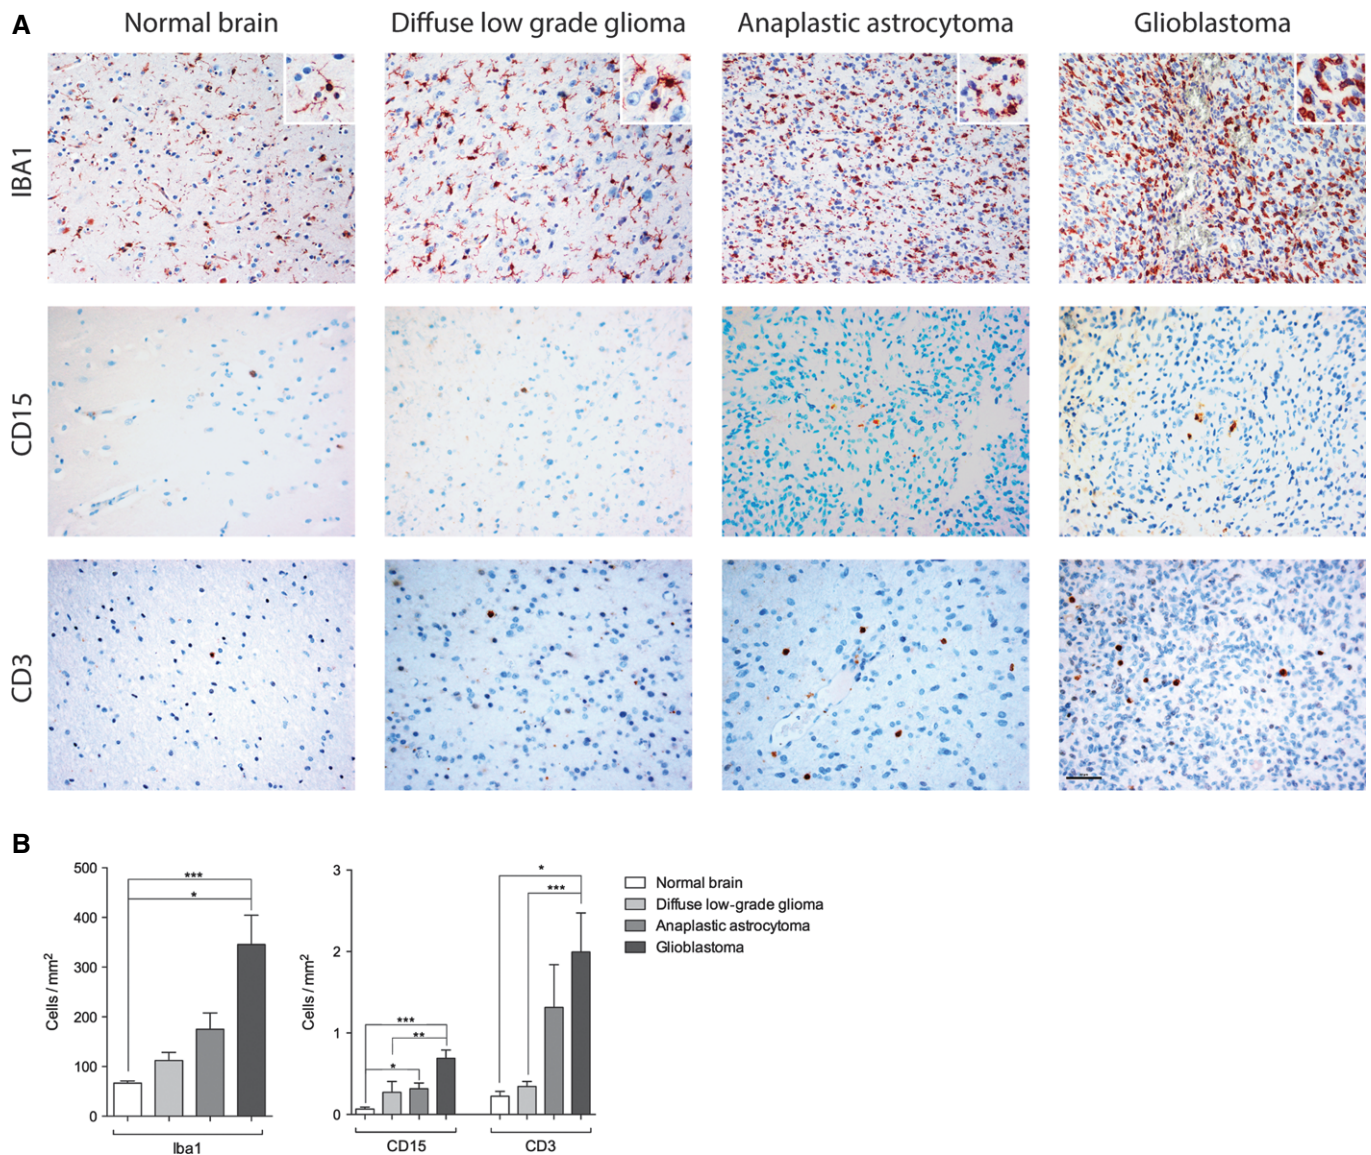 A
Normal brain
Diffuse low grade glioma
Anaplastic astrocytoma
Glioblastoma
IBA1
CD15
CD3
B
Cells / mm²
500
400
300
200
100
0
***
*
Iba1
Cells / mm²
3
2
1
0
***
**
*
CD15
*
***
CD3
Normal brain
Diffuse low-grade glioma
Anaplastic astrocytoma
Glioblastoma